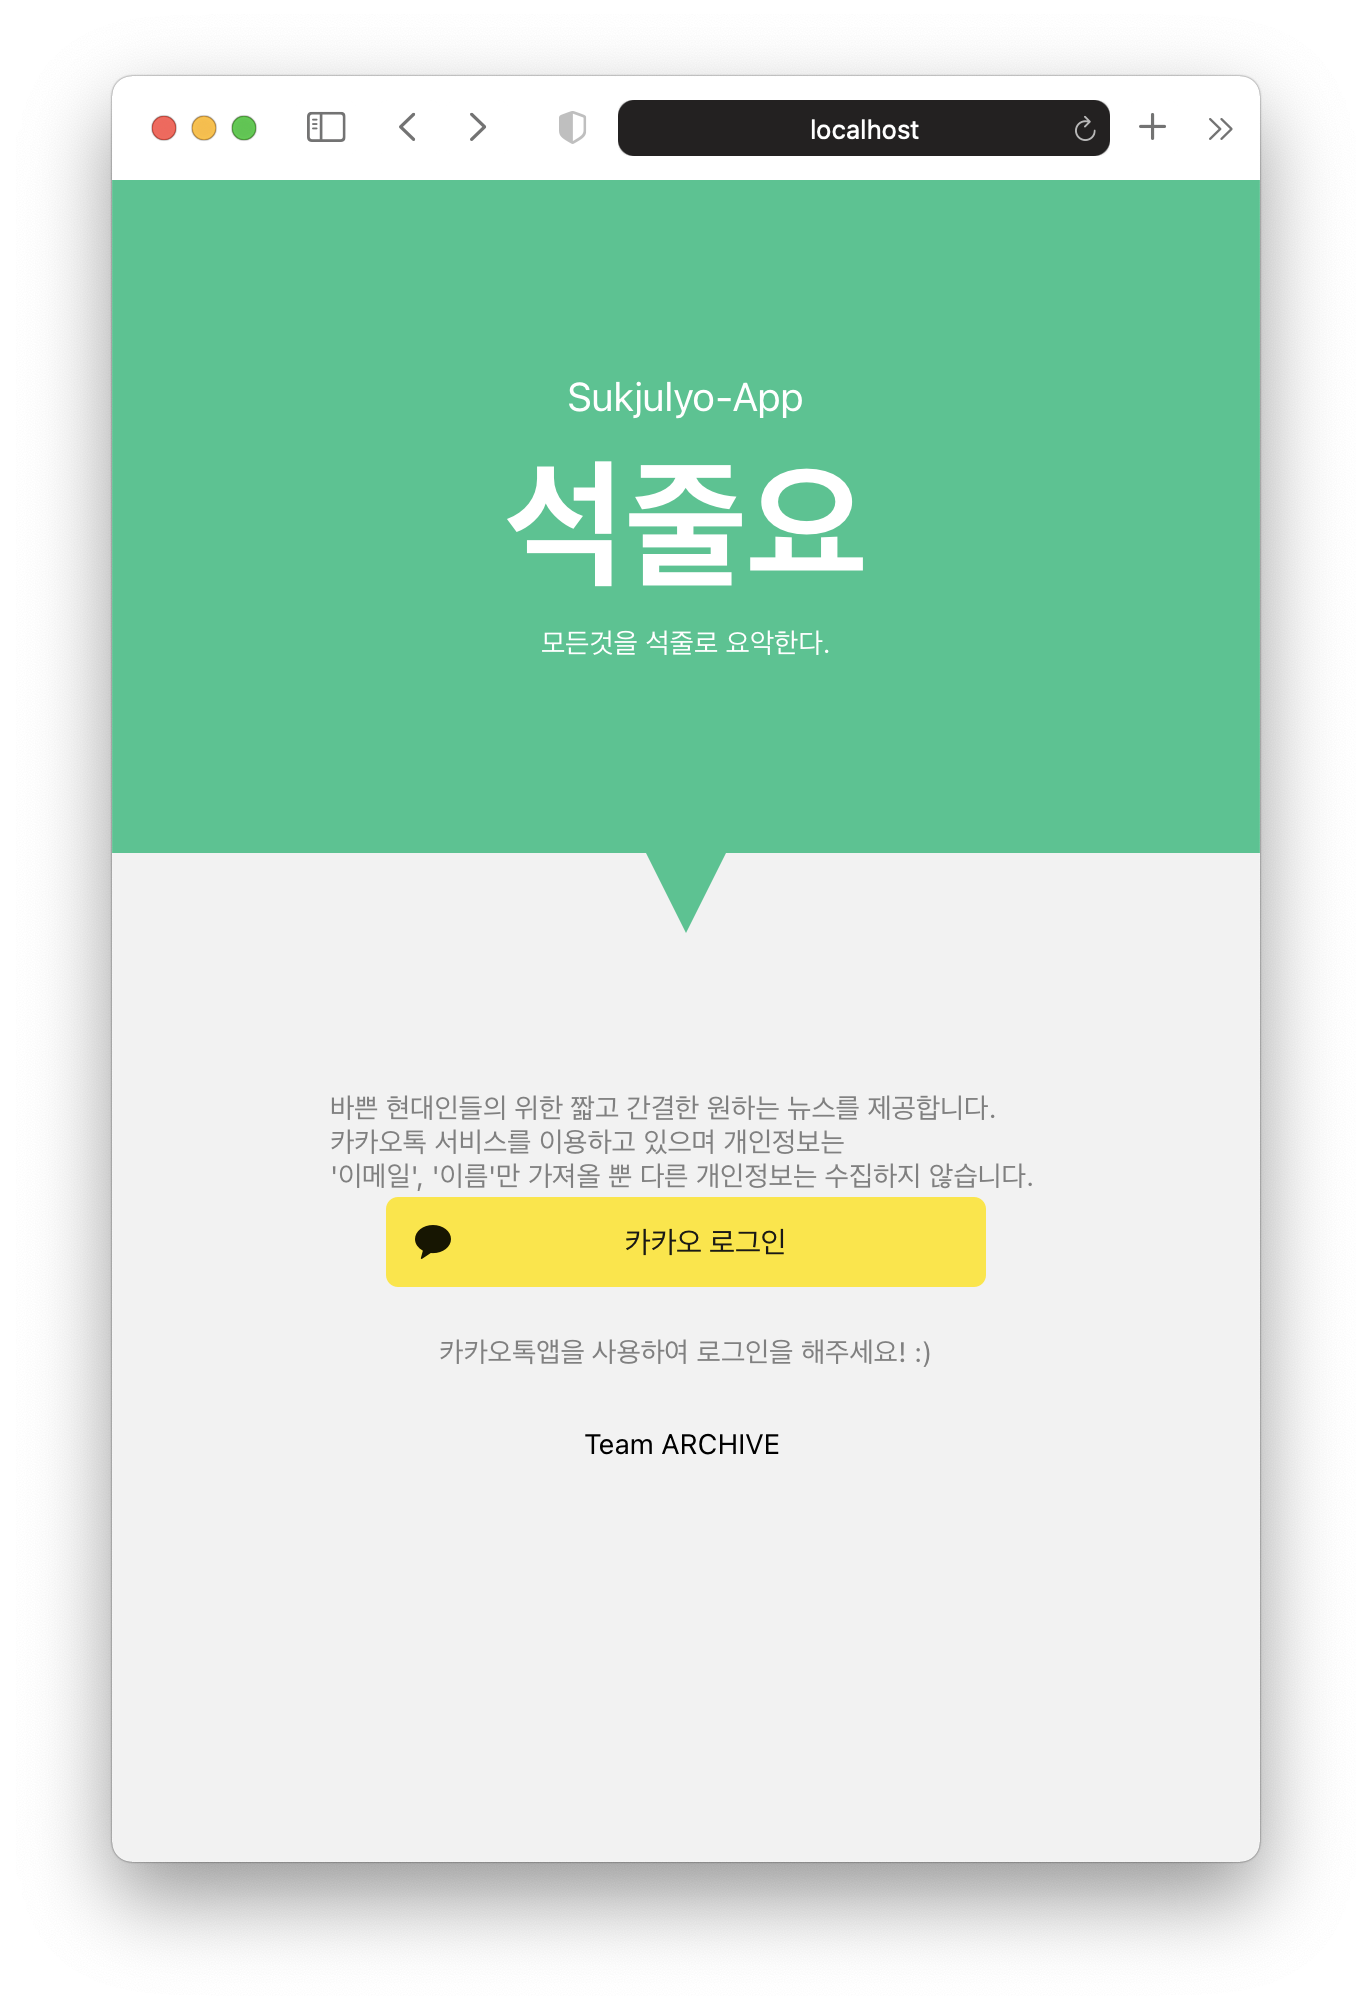 localhost
Sukjulyo-App
석줄요
모든것을 석줄로 요악한다.
바쁜 현대인들의 위한 짧고 간결한 원하는 뉴스를 제공합니다.
카카오톡 서비스를 이용하고 있으며 개인정보는
'이메일', '이름'만 가져올 뿐 다른 개인정보는 수집하지 않습니다.
카카오 로그인
카카오톡앱을 사용하여 로그인을 해주세요! :)
Team ARCHIVE